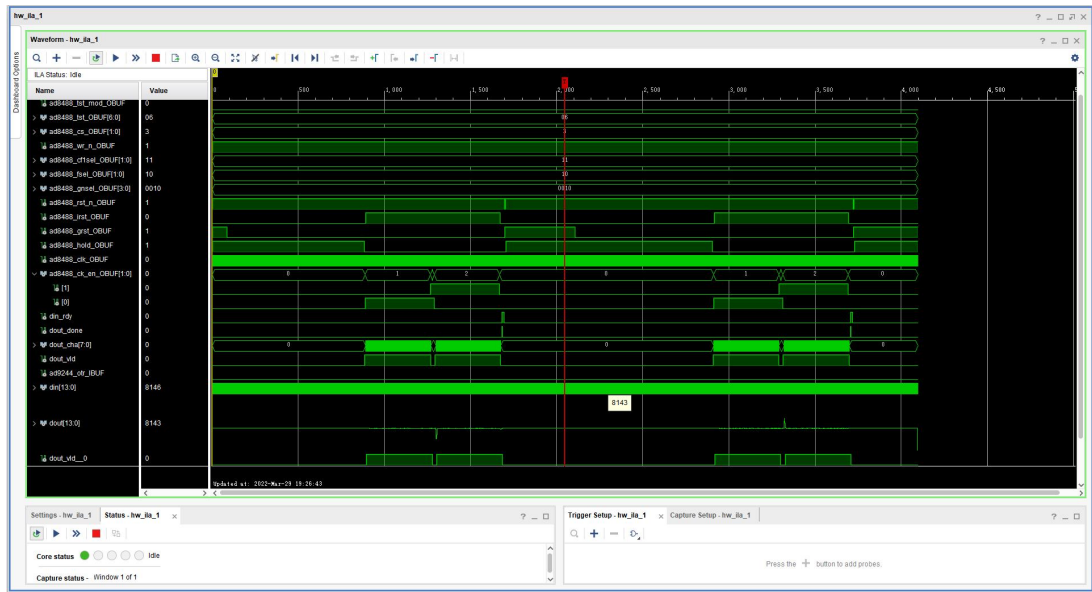 hw_ila_1
Dashboard Options
Waveform - hw_ila_1
ILA Status: Idle
Name Value
0 500 1,000 1,500 2,000 2,500 3,000 3,500 4,000 4,500
ad8488_tst_mod_OBUF 0
ad8488_tst_OBUF[6:0] 06 06
ad8488_cs_OBUF[1:0] 3 3
ad8488_wr_n_OBUF 1
ad8488_cf1sel_OBUF[1:0] 11 11
ad8488_fsel_OBUF[1:0] 10 10
ad8488_gnsel_OBUF[3:0] 0010 0010
ad8488_rst_n_OBUF 1
ad8488_irst_OBUF 0
ad8488_grst_OBUF 1
ad8488_hold_OBUF 1
ad8488_clk_OBUF 0
ad8488_ck_en_OBUF[1:0] 0 0 1 2 0 1 2 0
[1] 0
[0] 0
din_rdy 0
dout_done 0
dout_cha[7:0] 0 0 0 0
dout_vld 0
ad9244_otr_IBUF 0
din[13:0] 8146
8143
dout[13:0] 8143
dout_vld__0 0
Updated at: 2022-Mar-29 19:26:43
Settings - hw_ila_1 Status - hw_ila_1
Core status Idle
Capture status - Window 1 of 1
Trigger Setup - hw_ila_1 Capture Setup - hw_ila_1
Press the + button to add probes.